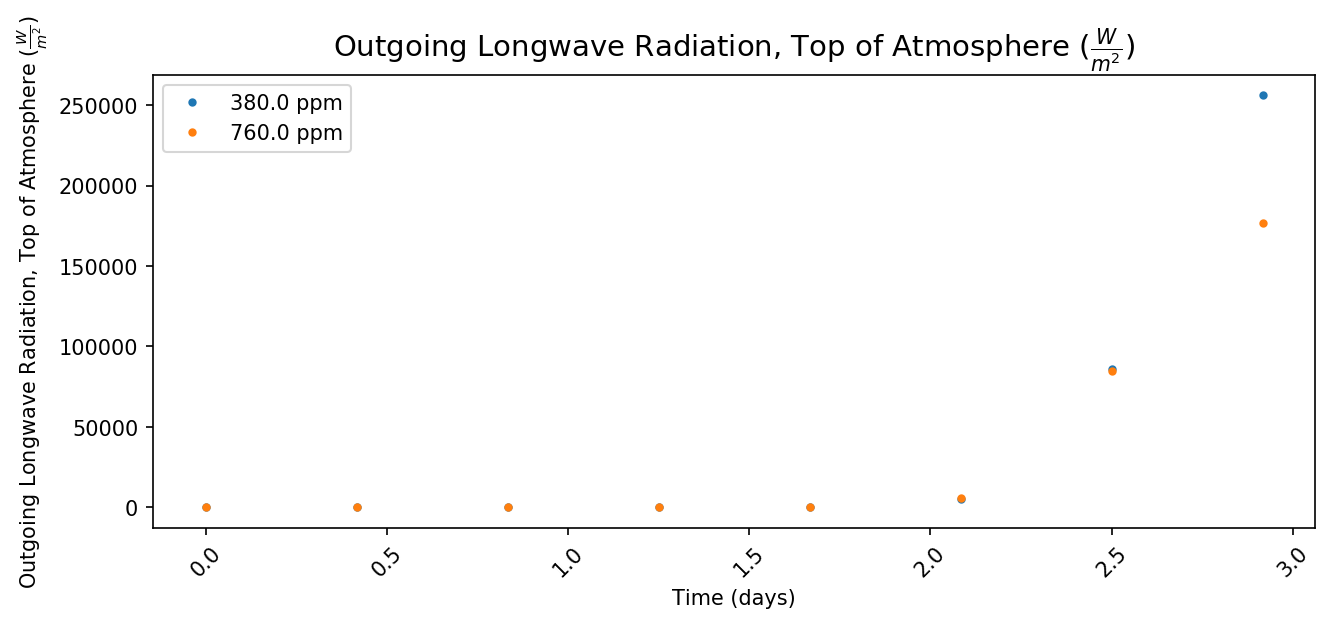 Outgoing Longwave Radiation, Top of Atmosphere (W/m²)
380.0 ppm
760.0 ppm
250000
200000
150000
100000
50000
0
Outgoing Longwave Radiation, Top of Atmosphere (W/m²)
0.0 0.5 1.0 1.5 2.0 2.5 3.0
Time (days)